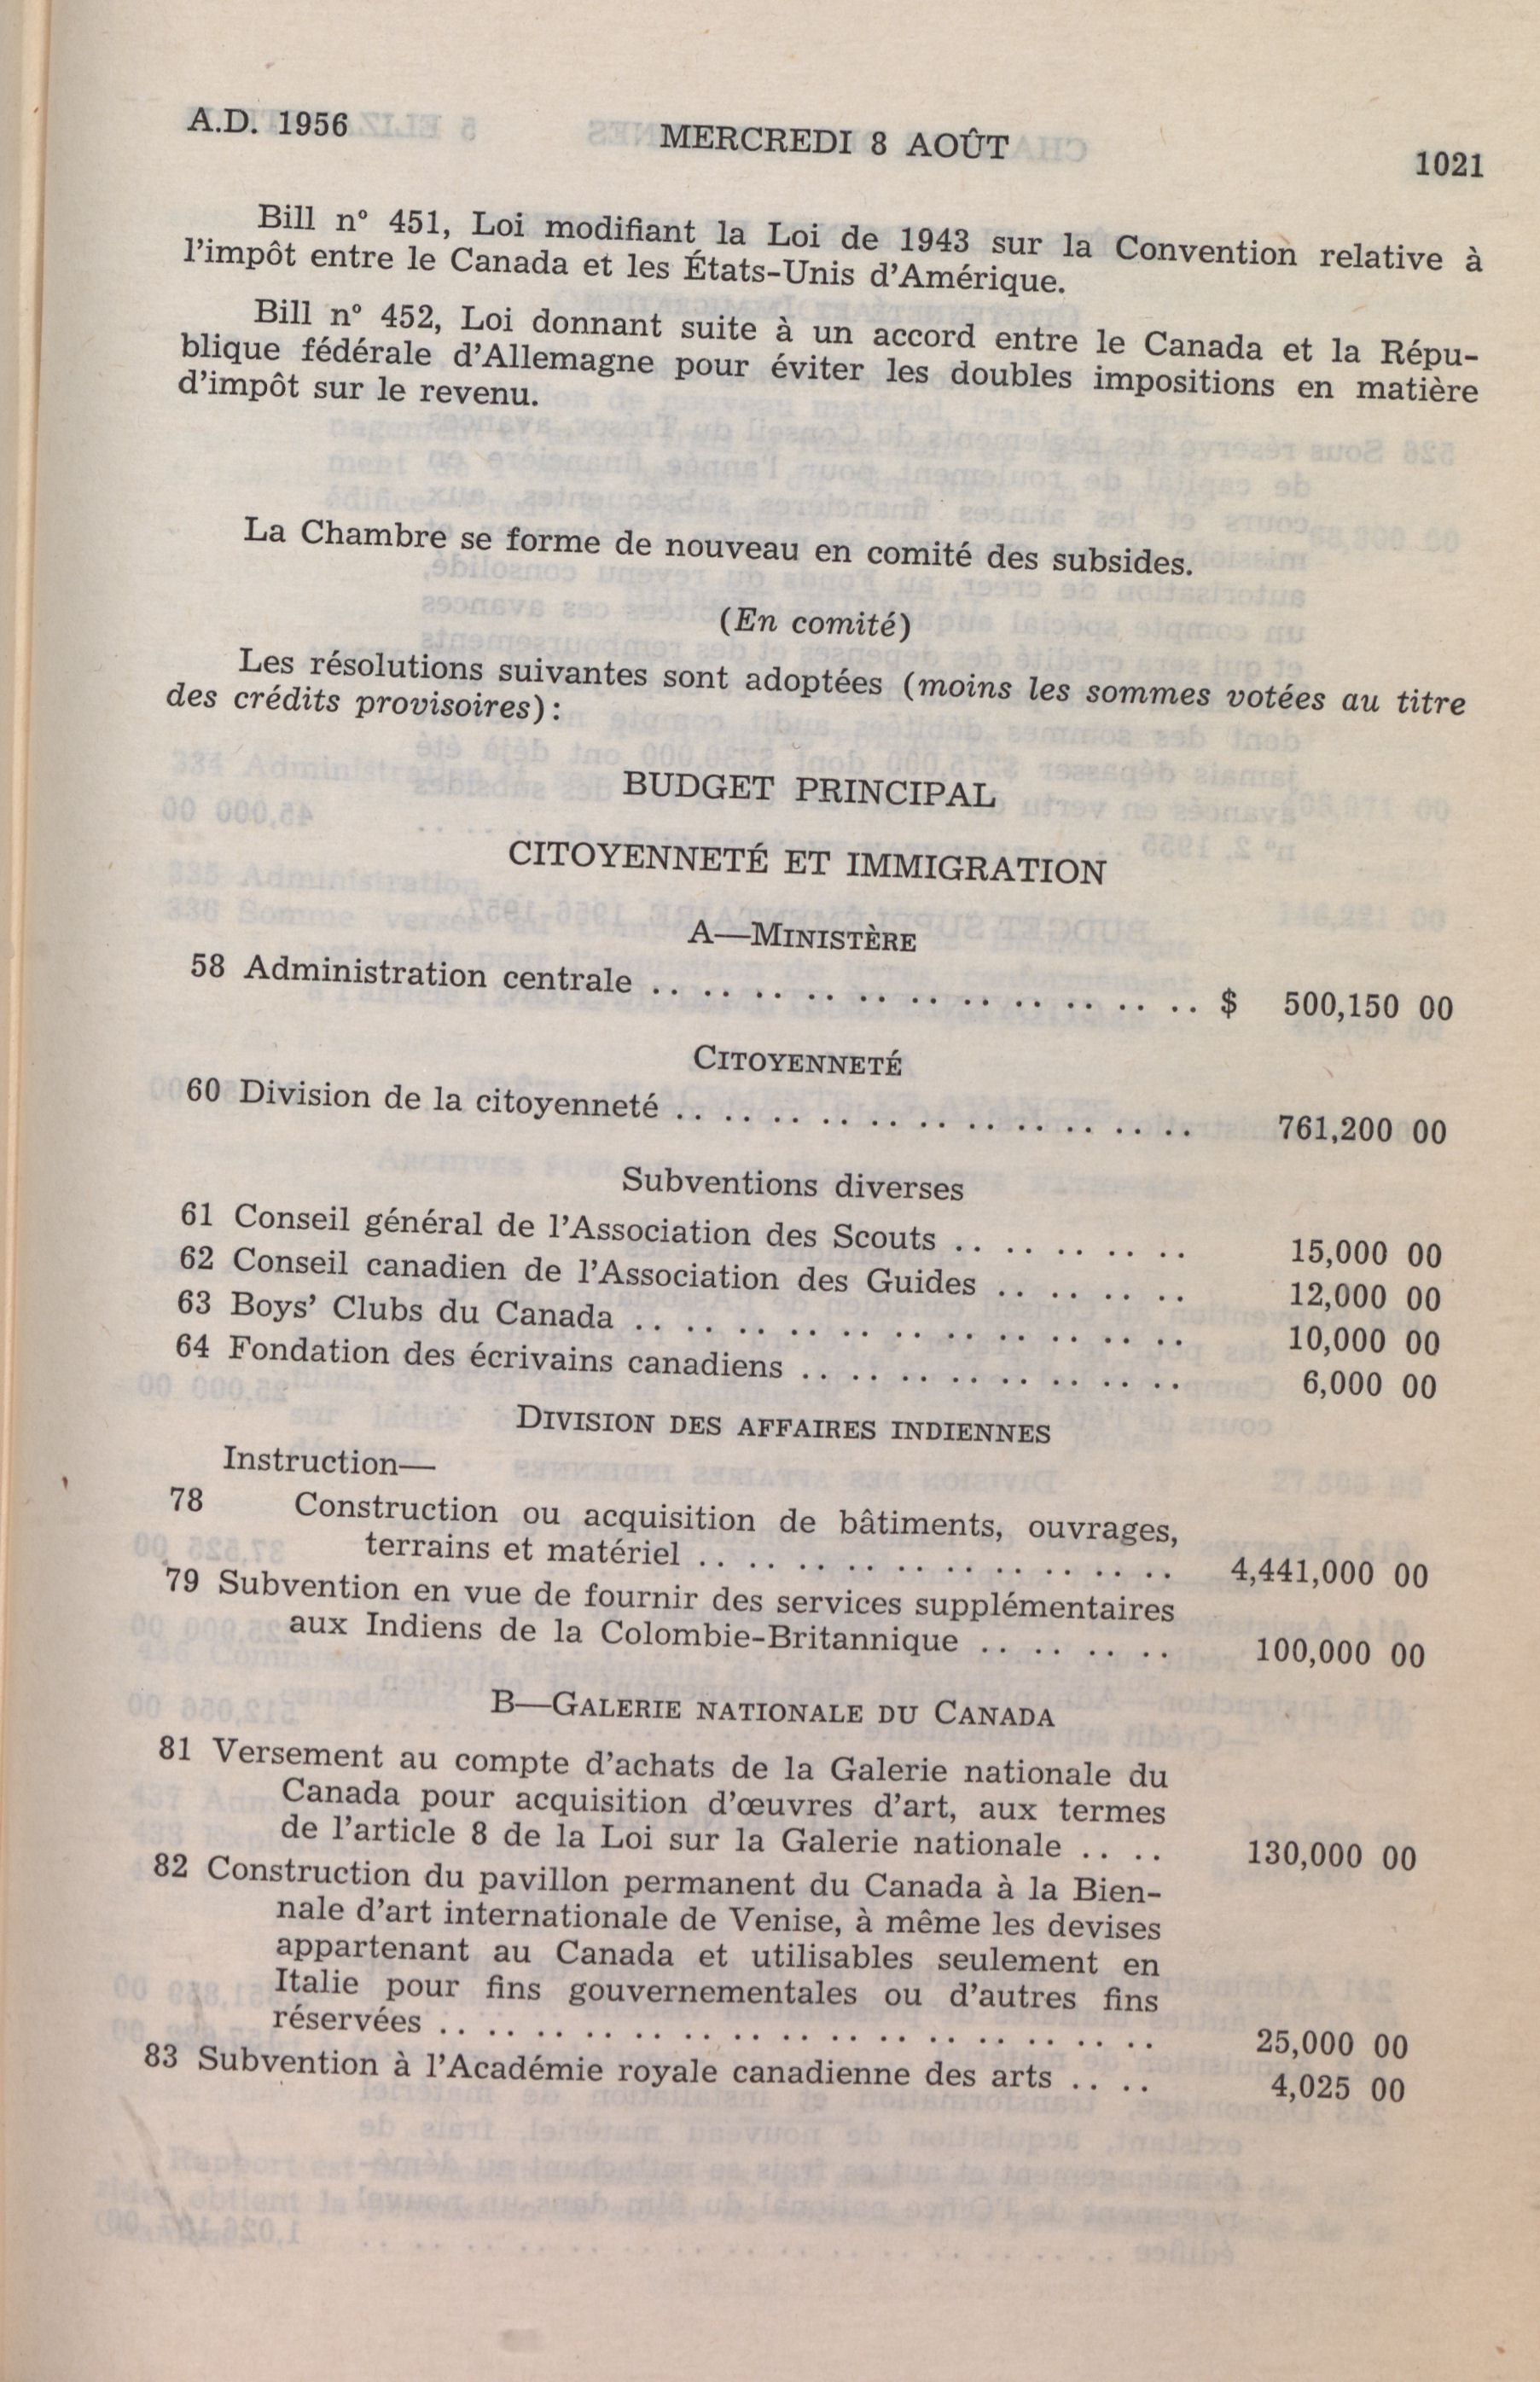 A.D. 1956 MERCREDI 8 AOÛT 1021
Bill nº 451, Loi modifiant la Loi de 1943 sur la Convention relative à
l'impôt entre le Canada et les États-Unis d'Amérique.
Bill nº 452, Loi donnant suite à un accord entre le Canada et la Répu-
blique fédérale d'Allemagne pour éviter les doubles impositions en matière
d'impôt sur le revenu.
La Chambre se forme de nouveau en comité des subsides.
(En comité)
Les résolutions suivantes sont adoptées (moins les sommes votées au titre
des crédits provisoires):
BUDGET PRINCIPAL
CITOYENNETÉ ET IMMIGRATION
A—MINISTÈRE
58 Administration centrale .. .. .. .. .. .. .. .. .. .. .. $ 500,150 00
CITOYENNETÉ
60 Division de la citoyenneté .. .. .. .. .. .. .. .. .. .. .. 761,200 00
Subventions diverses
61 Conseil général de l'Association des Scouts .. .. .. .. .. 15,000 00
62 Conseil canadien de l'Association des Guides .. .. .. .. 12,000 00
63 Boys' Clubs du Canada .. .. .. .. .. .. .. .. .. .. .. 10,000 00
64 Fondation des écrivains canadiens .. .. .. .. .. .. .. .. 6,000 00
DIVISION DES AFFAIRES INDIENNES
Instruction—
78 Construction ou acquisition de bâtiments, ouvrages,
terrains et matériel .. .. .. .. .. .. .. .. .. .. 4,441,000 00
79 Subvention en vue de fournir des services supplémentaires
aux Indiens de la Colombie-Britannique .. .. .. .. 100,000 00
B—GALERIE NATIONALE DU CANADA
81 Versement au compte d'achats de la Galerie nationale du
Canada pour acquisition d'œuvres d'art, aux termes
de l'article 8 de la Loi sur la Galerie nationale .. .. 130,000 00
82 Construction du pavillon permanent du Canada à la Bien-
nale d'art internationale de Venise, à même les devises
appartenant au Canada et utilisables seulement en
Italie pour fins gouvernementales ou d'autres fins
réservées .. .. .. .. .. .. .. .. .. .. .. .. .. .. .. 25,000 00
83 Subvention à l'Académie royale canadienne des arts .. .. 4,025 00